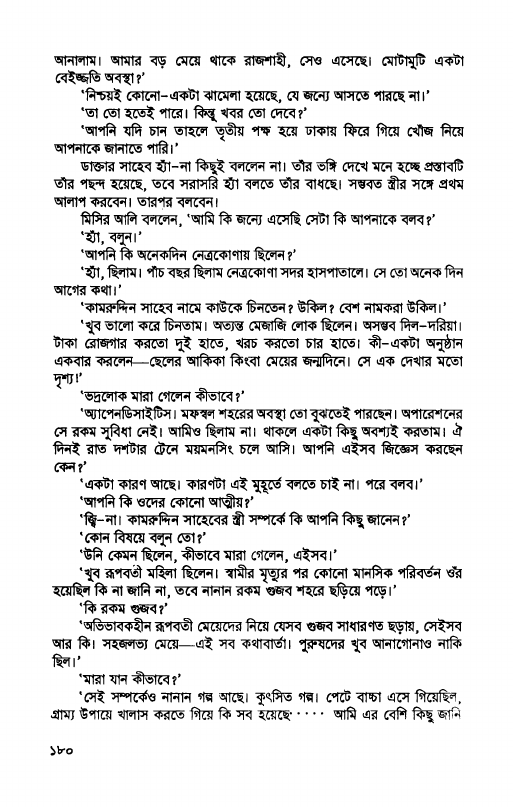 আনালাম। আমার বড় মেয়ে থাকে রাজশাহী, সেও এসেছে। মোটামুটি একটা
বেইজ্জতি অবস্থা?’
‘নিশ্চয়ই কোনো–একটা ঝামেলা হয়েছে, যে জন্যে আসতে পারছে না।’
‘তা তো হতেই পারে। কিন্তু খবর তো দেবে?’
‘আপনি যদি চান তাহলে তৃতীয় পক্ষ হয়ে ঢাকায় ফিরে গিয়ে খোঁজ নিয়ে
আপনাকে জানাতে পারি।’
ডাক্তার সাহেব হ্যাঁ–না কিছুই বললেন না। তাঁর ভঙ্গি দেখে মনে হচ্ছে প্রস্তাবটি
তাঁর পছন্দ হয়েছে, তবে সরাসরি হ্যাঁ বলতে তাঁর বাধছে। সম্ভবত স্ত্রীর সঙ্গে প্রথম
আলাপ করবেন। তারপর বলবেন।
মিসির আলি বললেন, ‘আমি কি জন্যে এসেছি সেটা কি আপনাকে বলব?’
‘হ্যাঁ, বলুন।’
‘আপনি কি অনেকদিন নেত্রকোণায় ছিলেন?’
‘হ্যাঁ, ছিলাম। পাঁচ বছর ছিলাম নেত্রকোণা সদর হাসপাতালে। সে তো অনেক দিন
আগের কথা।’
‘কামরুদ্দিন সাহেব নামে কাউকে চিনতেন? উকিল? বেশ নামকরা উকিল।’
‘খুব ভালো করে চিনতাম। অত্যন্ত মেজাজি লোক ছিলেন। অসম্ভব দিল–দরিয়া।
টাকা রোজগার করতো দুই হাতে, খরচ করতো চার হাতে। কী–একটা অনুষ্ঠান
একবার করলেন—ছেলের আকিকা কিংবা মেয়ের জন্মদিনে। সে এক দেখার মতো
দৃশ্য।’
‘ভদ্রলোক মারা গেলেন কীভাবে?’
‘অ্যাপেনডিসাইটিস। মফস্বল শহরের অবস্থা তো বুঝতেই পারছেন। অপারেশনের
সে রকম সুবিধা নেই। আমিও ছিলাম না। থাকলে একটা কিছু অবশ্যই করতাম। ঐ
দিনই রাত দশটার ট্রেনে ময়মনসিং চলে আসি। আপনি এইসব জিজ্ঞেস করছেন
কেন?’
‘একটা কারণ আছে। কারণটা এই মুহূর্তে বলতে চাই না। পরে বলব।’
‘আপনি কি ওদের কোনো আত্মীয়?’
‘জ্বি–না। কামরুদ্দিন সাহেবের স্ত্রী সম্পর্কে কি আপনি কিছু জানেন?’
‘কোন বিষয়ে বলুন তো?’
‘উনি কেমন ছিলেন, কীভাবে মারা গেলেন, এইসব।’
‘খুব রূপবতী মহিলা ছিলেন। স্বামীর মৃত্যুর পর কোনো মানসিক পরিবর্তন ওঁর
হয়েছিল কি না জানি না, তবে নানান রকম গুজব শহরে ছড়িয়ে পড়ে।’
‘কি রকম গুজব?’
‘অভিভাবকহীন রূপবতী মেয়েদের নিয়ে যেসব গুজব সাধারণত ছড়ায়, সেইসব
আর কি। সহজলভ্য মেয়ে—এই সব কথাবার্তা। পুরুষদের খুব আনাগোনাও নাকি
ছিল।’
‘মারা যান কীভাবে?’
‘সেই সম্পর্কেও নানান গল্প আছে। কুৎসিত গল্প। পেটে বাচ্চা এসে গিয়েছিল,
গ্রাম্য উপায়ে খালাস করতে গিয়ে কি সব হয়েছে····· আমি এর বেশি কিছু জানি
১৮০